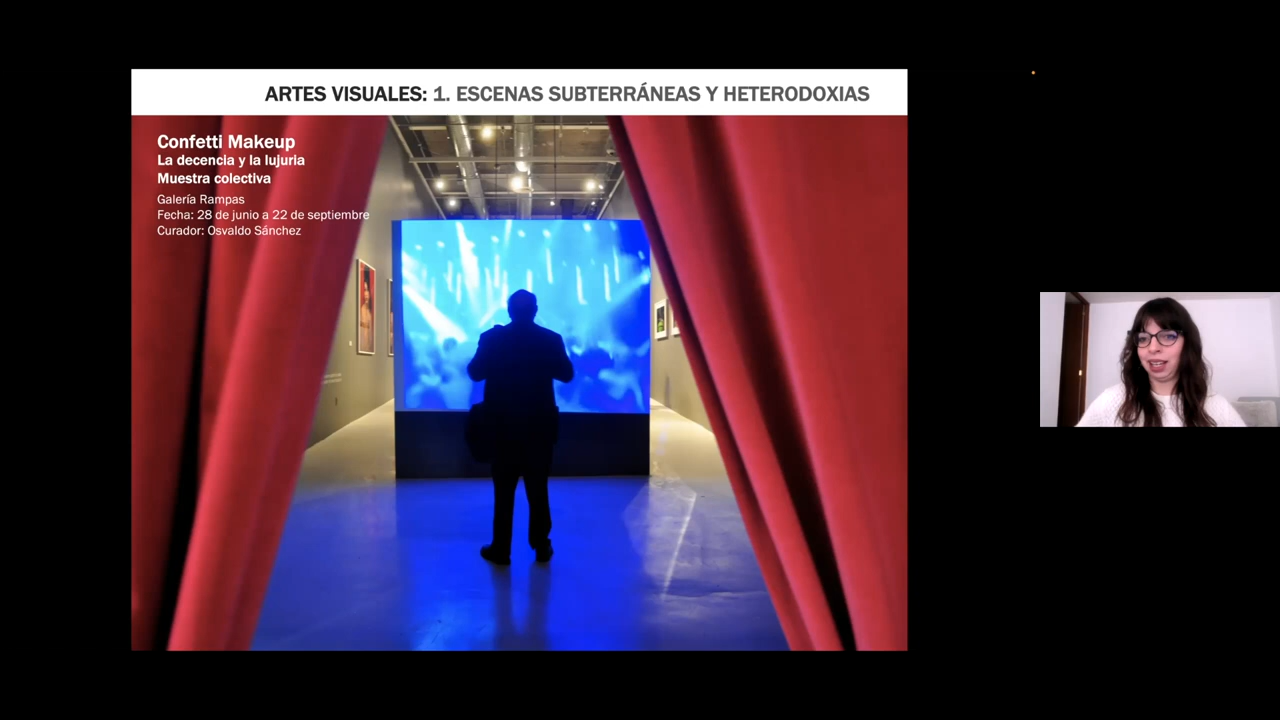 ARTES VISUALES: 1. ESCENAS SUBTERRÁNEAS Y HETERODOXIAS
Confetti Makeup
La decencia y la lujuria
Muestra colectiva
Galería Rampas
Fecha: 28 de junio a 22 de septiembre
Curador: Osvaldo Sánchez